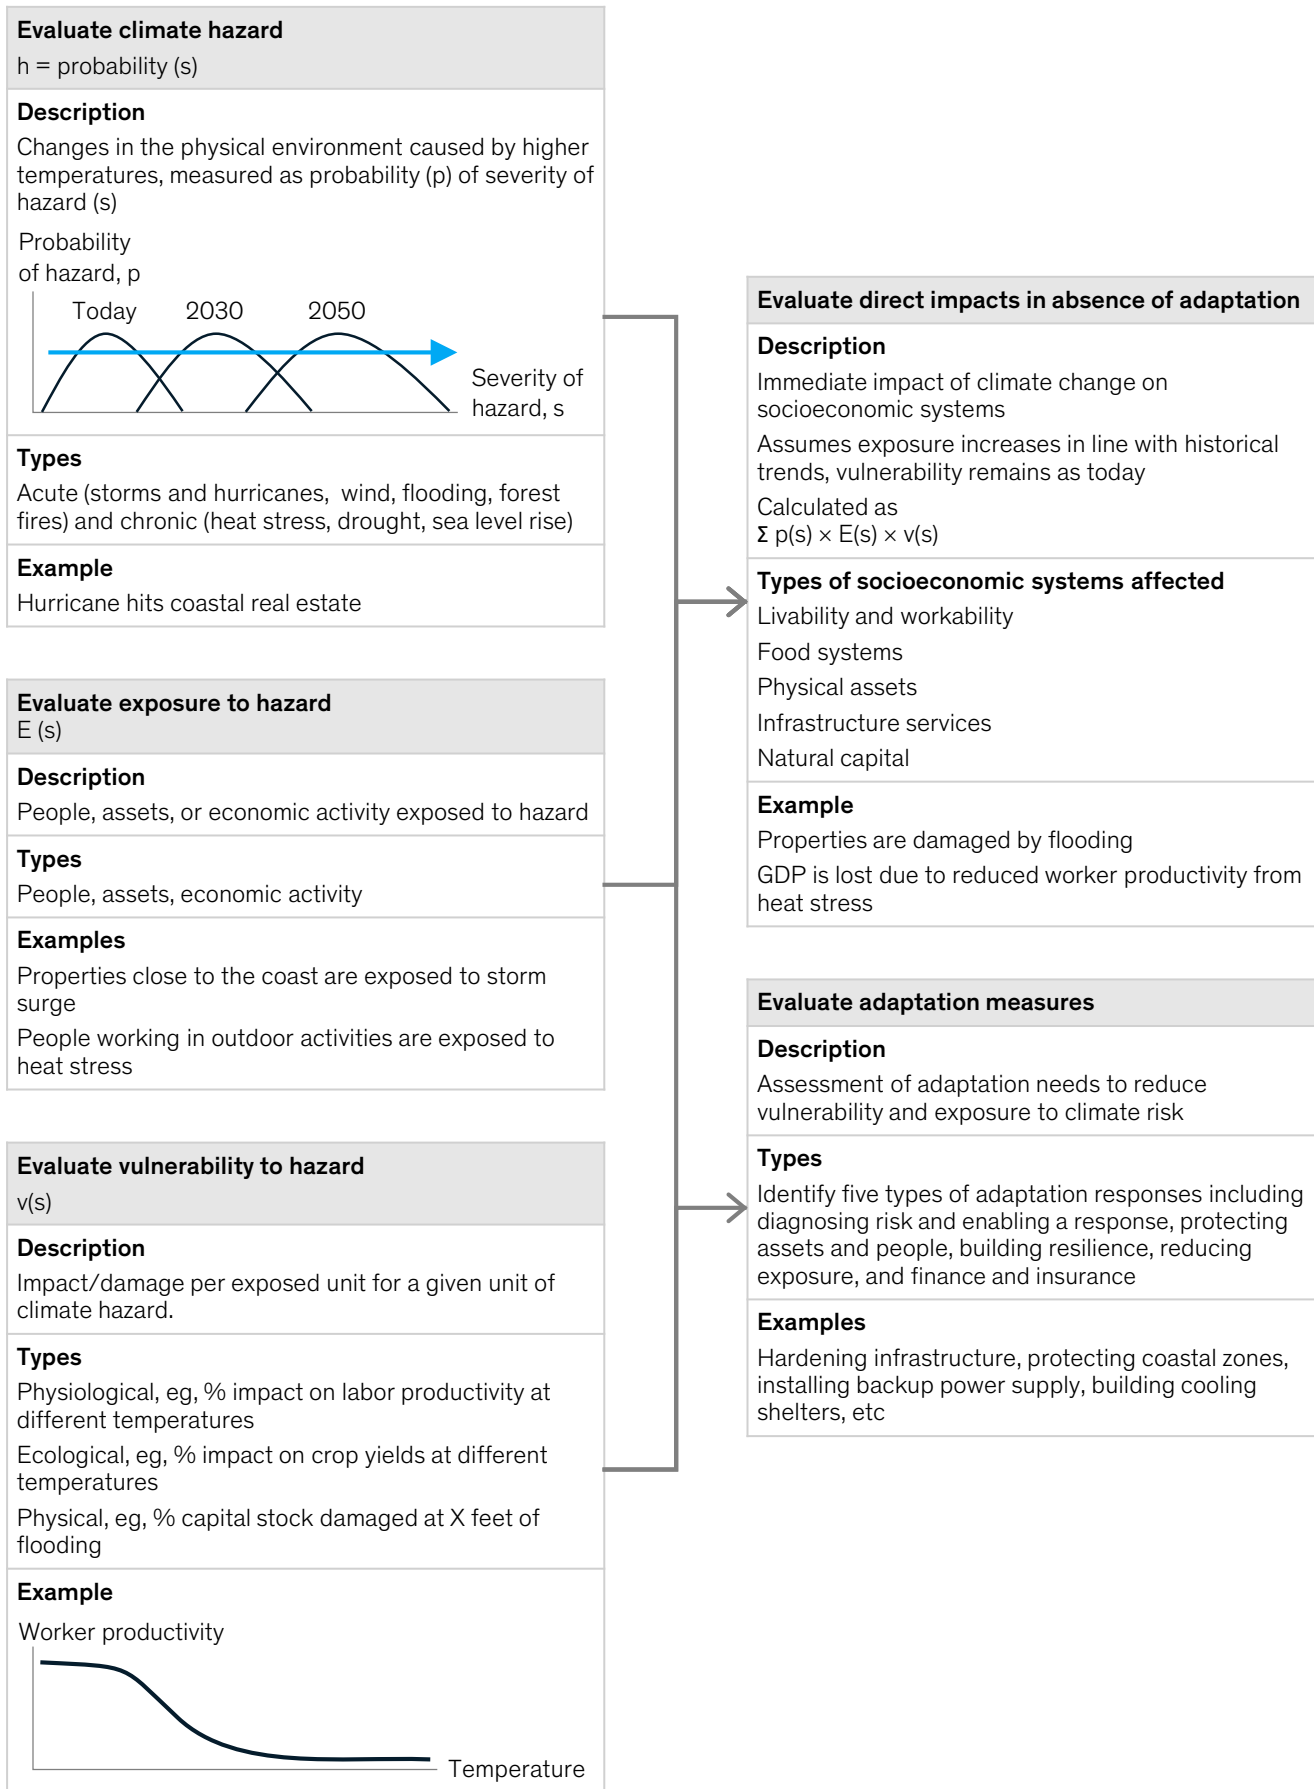 Evaluate climate hazard
h = probability (s)
Description
Changes in the physical environment caused by higher
temperatures, measured as probability (p) of severity of
hazard (s)
Probability
of hazard, p
Today 2030 2050
Severity of
hazard, s
Types
Acute (storms and hurricanes, wind, flooding, forest
fires) and chronic (heat stress, drought, sea level rise)
Example
Hurricane hits coastal real estate
Evaluate exposure to hazard
E (s)
Description
People, assets, or economic activity exposed to hazard
Types
People, assets, economic activity
Examples
Properties close to the coast are exposed to storm
surge
People working in outdoor activities are exposed to
heat stress
Evaluate vulnerability to hazard
v(s)
Description
Impact/damage per exposed unit for a given unit of
climate hazard.
Types
Physiological, eg, % impact on labor productivity at
different temperatures
Ecological, eg, % impact on crop yields at different
temperatures
Physical, eg, % capital stock damaged at X feet of
flooding
Example
Worker productivity
Temperature
Evaluate direct impacts in absence of adaptation
Description
Immediate impact of climate change on
socioeconomic systems
Assumes exposure increases in line with historical
trends, vulnerability remains as today
Calculated as
Σ p(s) × E(s) × v(s)
Types of socioeconomic systems affected
Livability and workability
Food systems
Physical assets
Infrastructure services
Natural capital
Example
Properties are damaged by flooding
GDP is lost due to reduced worker productivity from
heat stress
Evaluate adaptation measures
Description
Assessment of adaptation needs to reduce
vulnerability and exposure to climate risk
Types
Identify five types of adaptation responses including
diagnosing risk and enabling a response, protecting
assets and people, building resilience, reducing
exposure, and finance and insurance
Examples
Hardening infrastructure, protecting coastal zones,
installing backup power supply, building cooling
shelters, etc